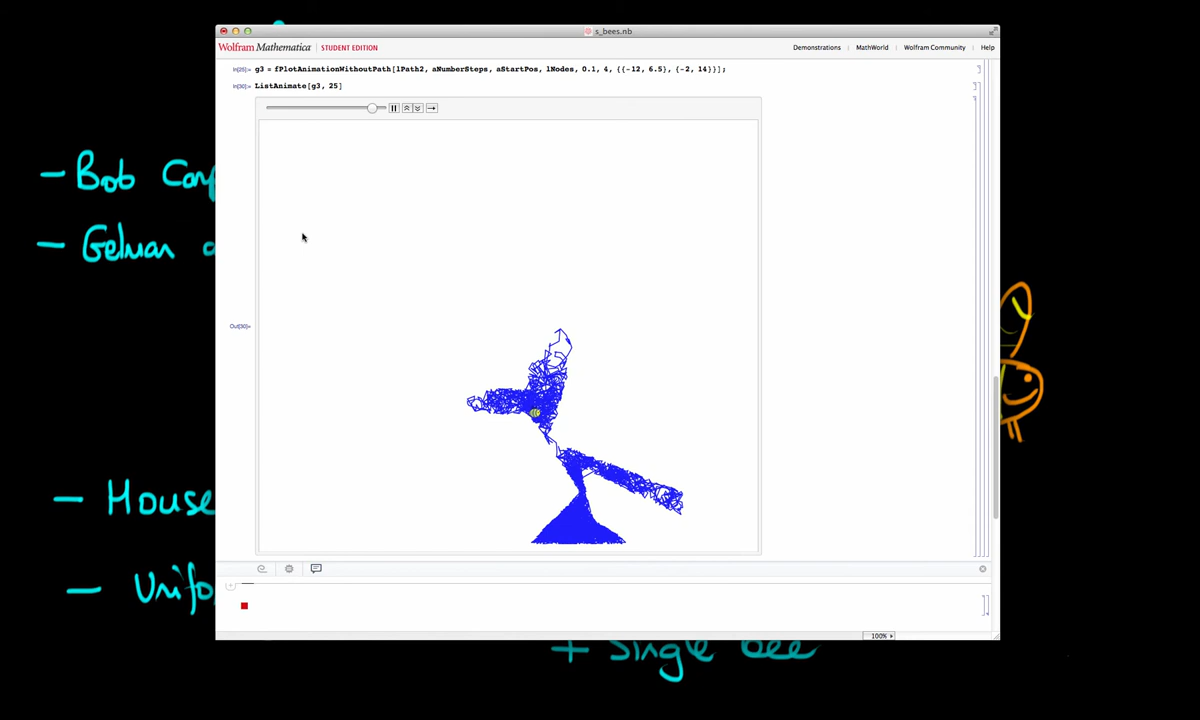 s_bees.nb
Wolfram Mathematica | STUDENT EDITION
Demonstrations MathWorld Wolfram Community Help
In[25]:= g3 = fPlotAnimationWithoutPath[lPath2, aNumberSteps, aStartPos, lNodes, 0.1, 4, {{-12, 6.5}, {-2, 14}}];
In[30]:= ListAnimate[g3, 25]
- Bob
- Gelman
Out[30]=
- House
- Unifo
100%
+ Single bee